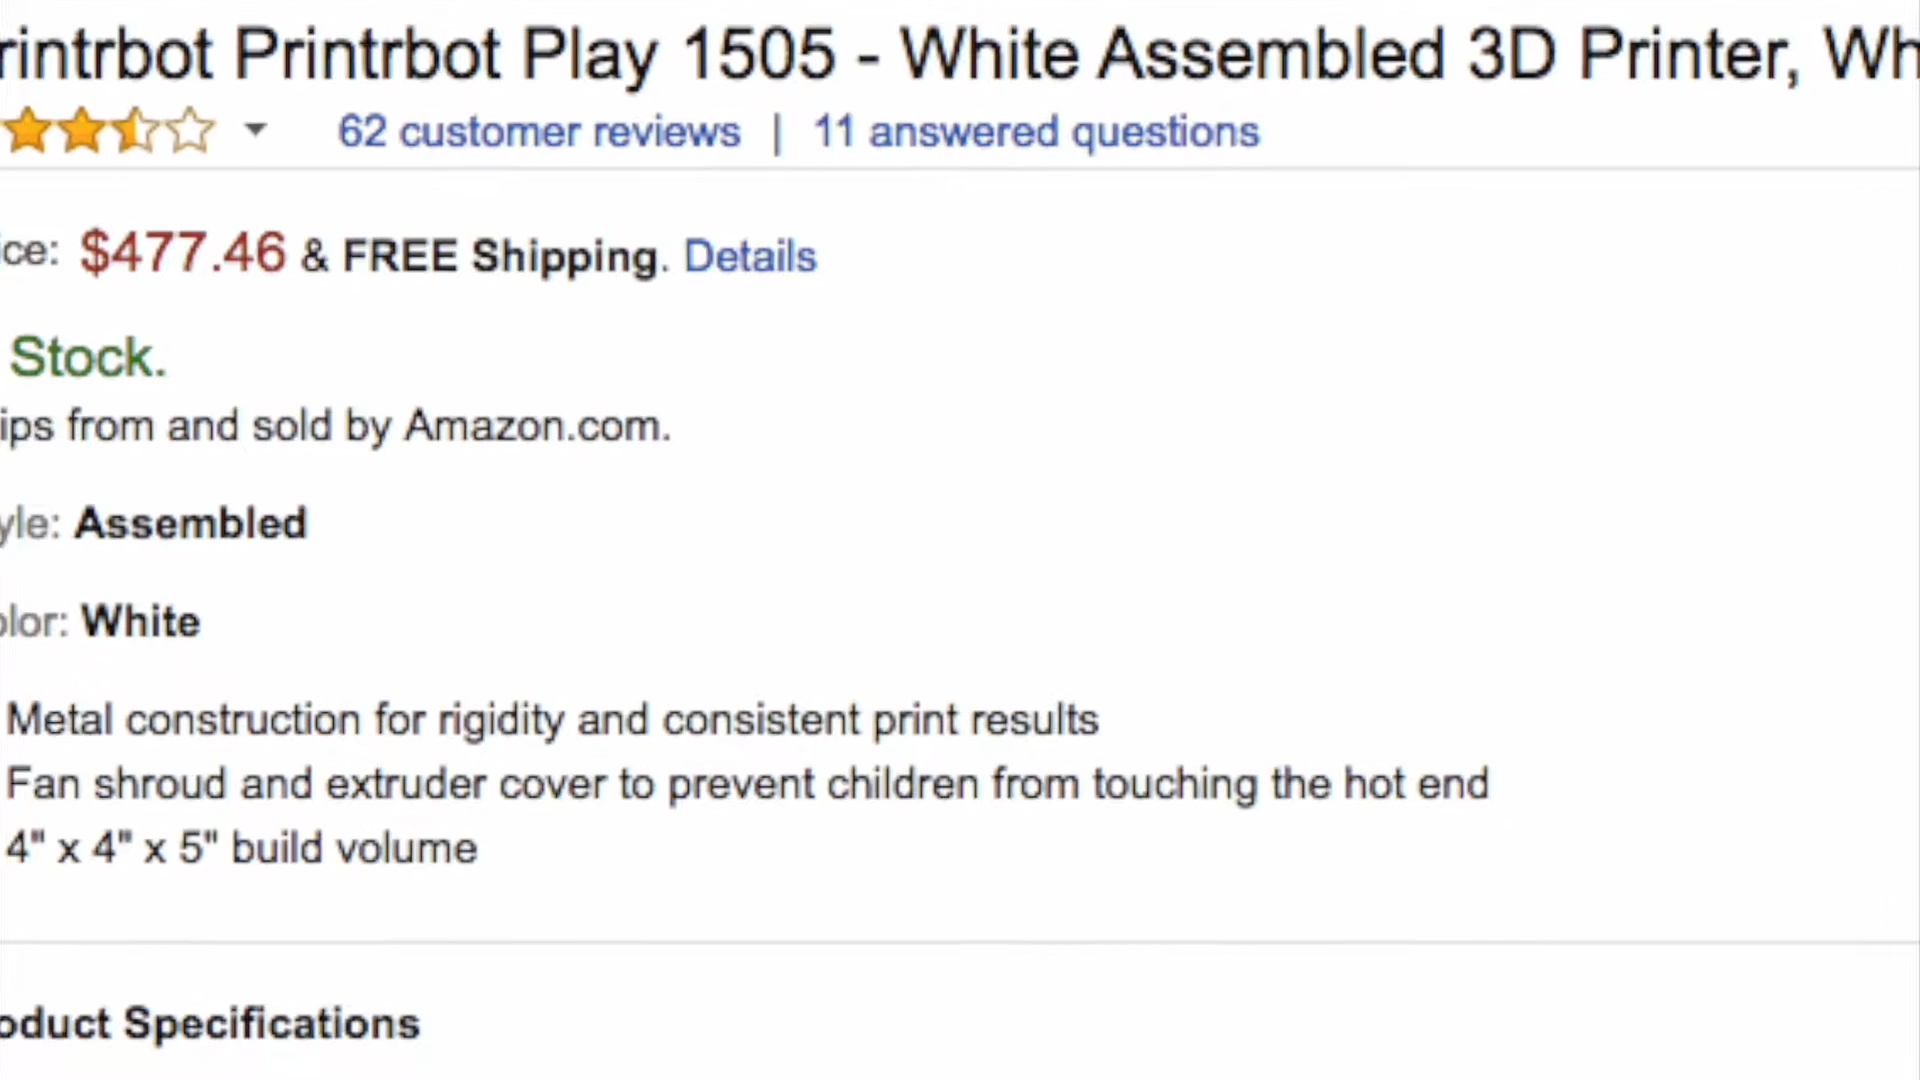 rintrbot Printrbot Play 1505 - White Assembled 3D Printer, Wh
62 customer reviews | 11 answered questions
ice: $477.46 & FREE Shipping. Details
Stock.
ips from and sold by Amazon.com.
yle: Assembled
olor: White
Metal construction for rigidity and consistent print results
Fan shroud and extruder cover to prevent children from touching the hot end
4" x 4" x 5" build volume
oduct Specifications